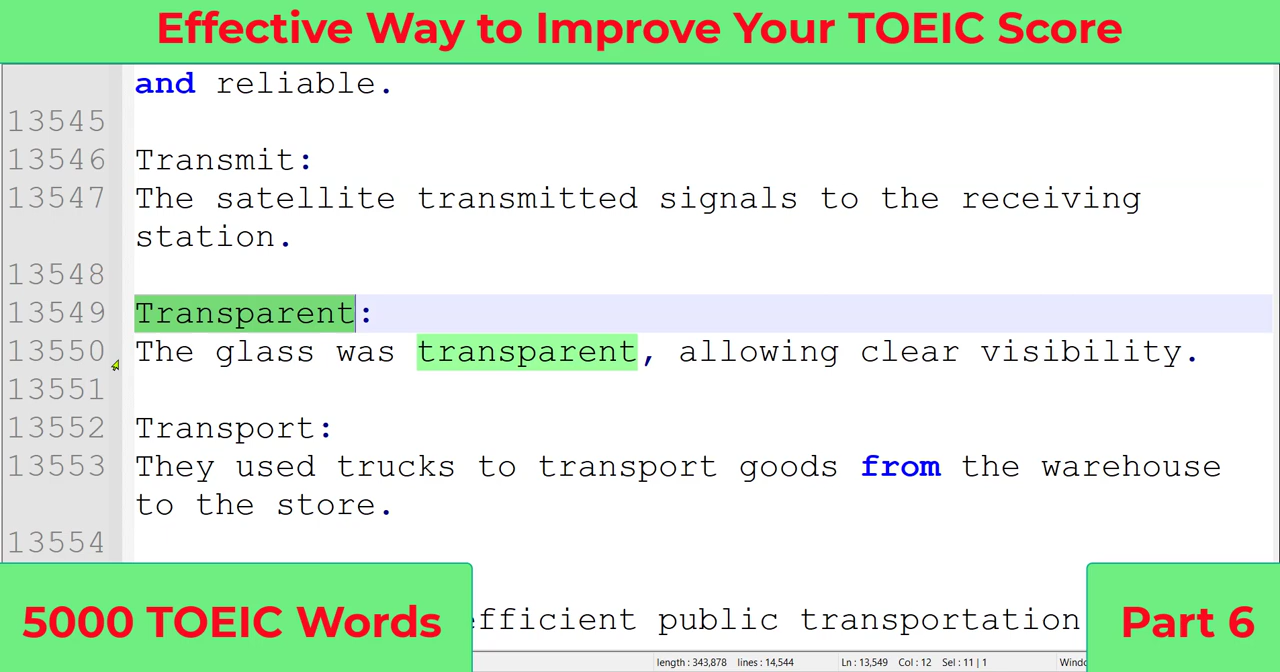 Effective Way to Improve Your TOEIC Score
and reliable.
13545
13546 Transmit:
13547 The satellite transmitted signals to the receiving
station.
13548
13549 Transparent:
13550 The glass was transparent, allowing clear visibility.
13551
13552 Transport:
13553 They used trucks to transport goods from the warehouse
to the store.
13554
5000 TOEIC Words
efficient public transportation
Part 6
length : 343,878 lines : 14,544 Ln : 13,549 Col : 12 Sel : 11 | 1